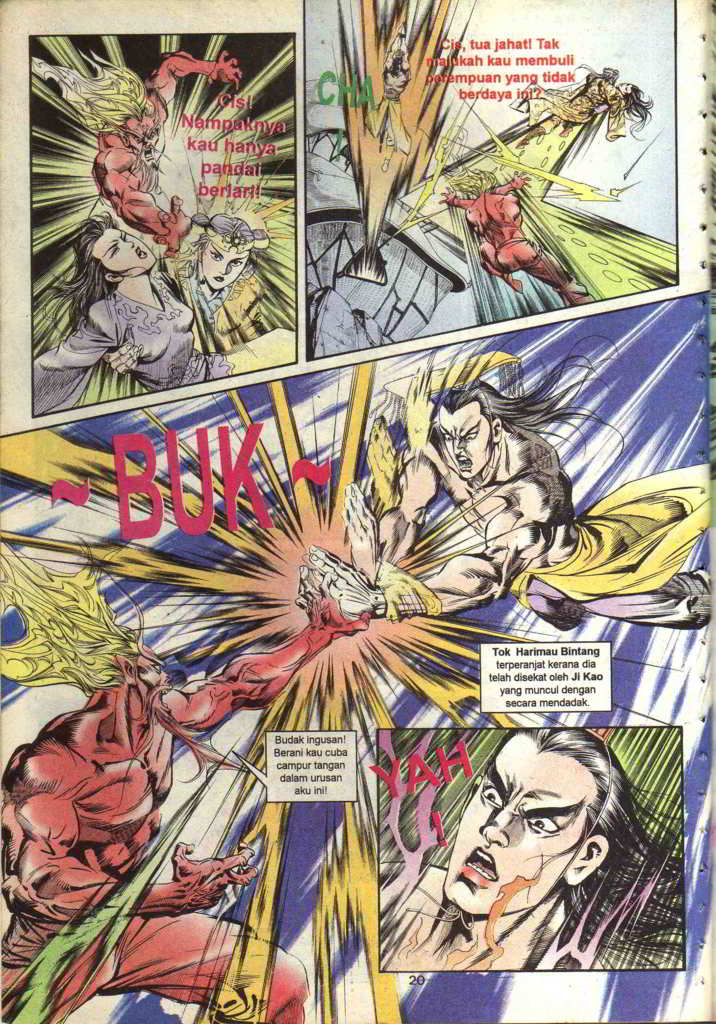 Cis!
Nampaknya
kau hanya
pandai
berlari!
Cis, tua jahat! Tak
malukah kau membuli
perempuan yang tidak
berdaya ini?
CHA
~ BUK ~
Tok Harimau Bintang
terperanjat kerana dia
telah disekat oleh Ji Kao
yang muncul dengan
secara mendadak.
Budak ingusan!
Berani kau cuba
campur tangan
dalam urusan
aku ini!
YAH
!
20